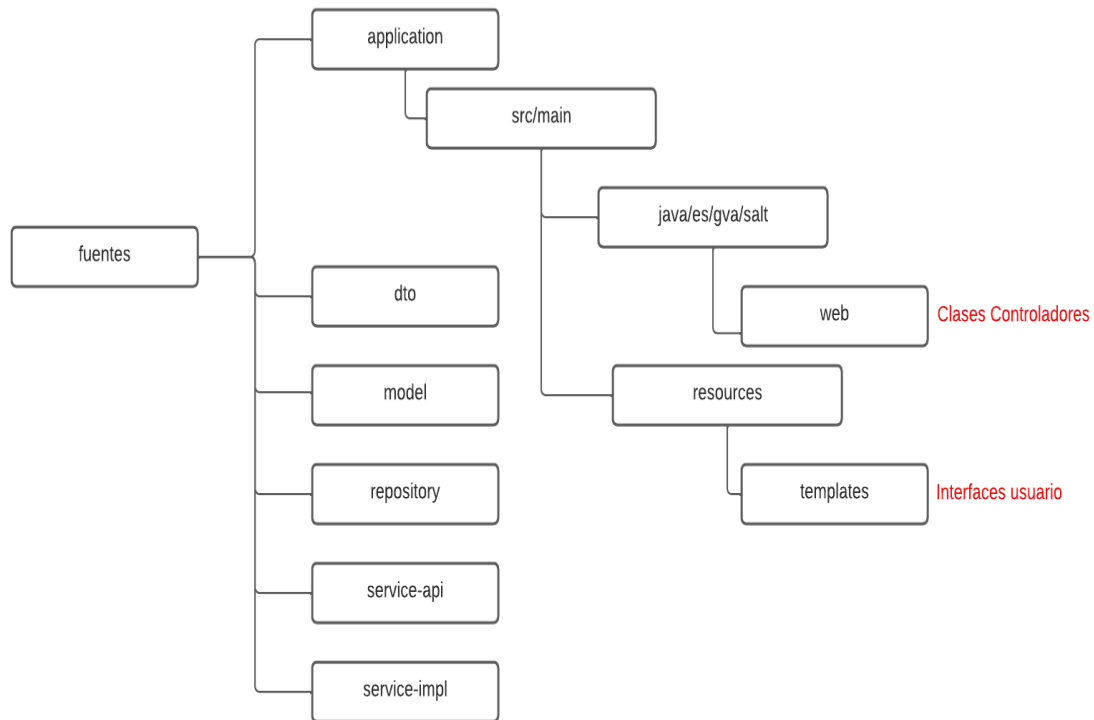 application
src/main
java/es/gva/salt
fuentes
dto
web
Clases Controladores
model
resources
repository
templates
Interfaces usuario
service-api
service-impl